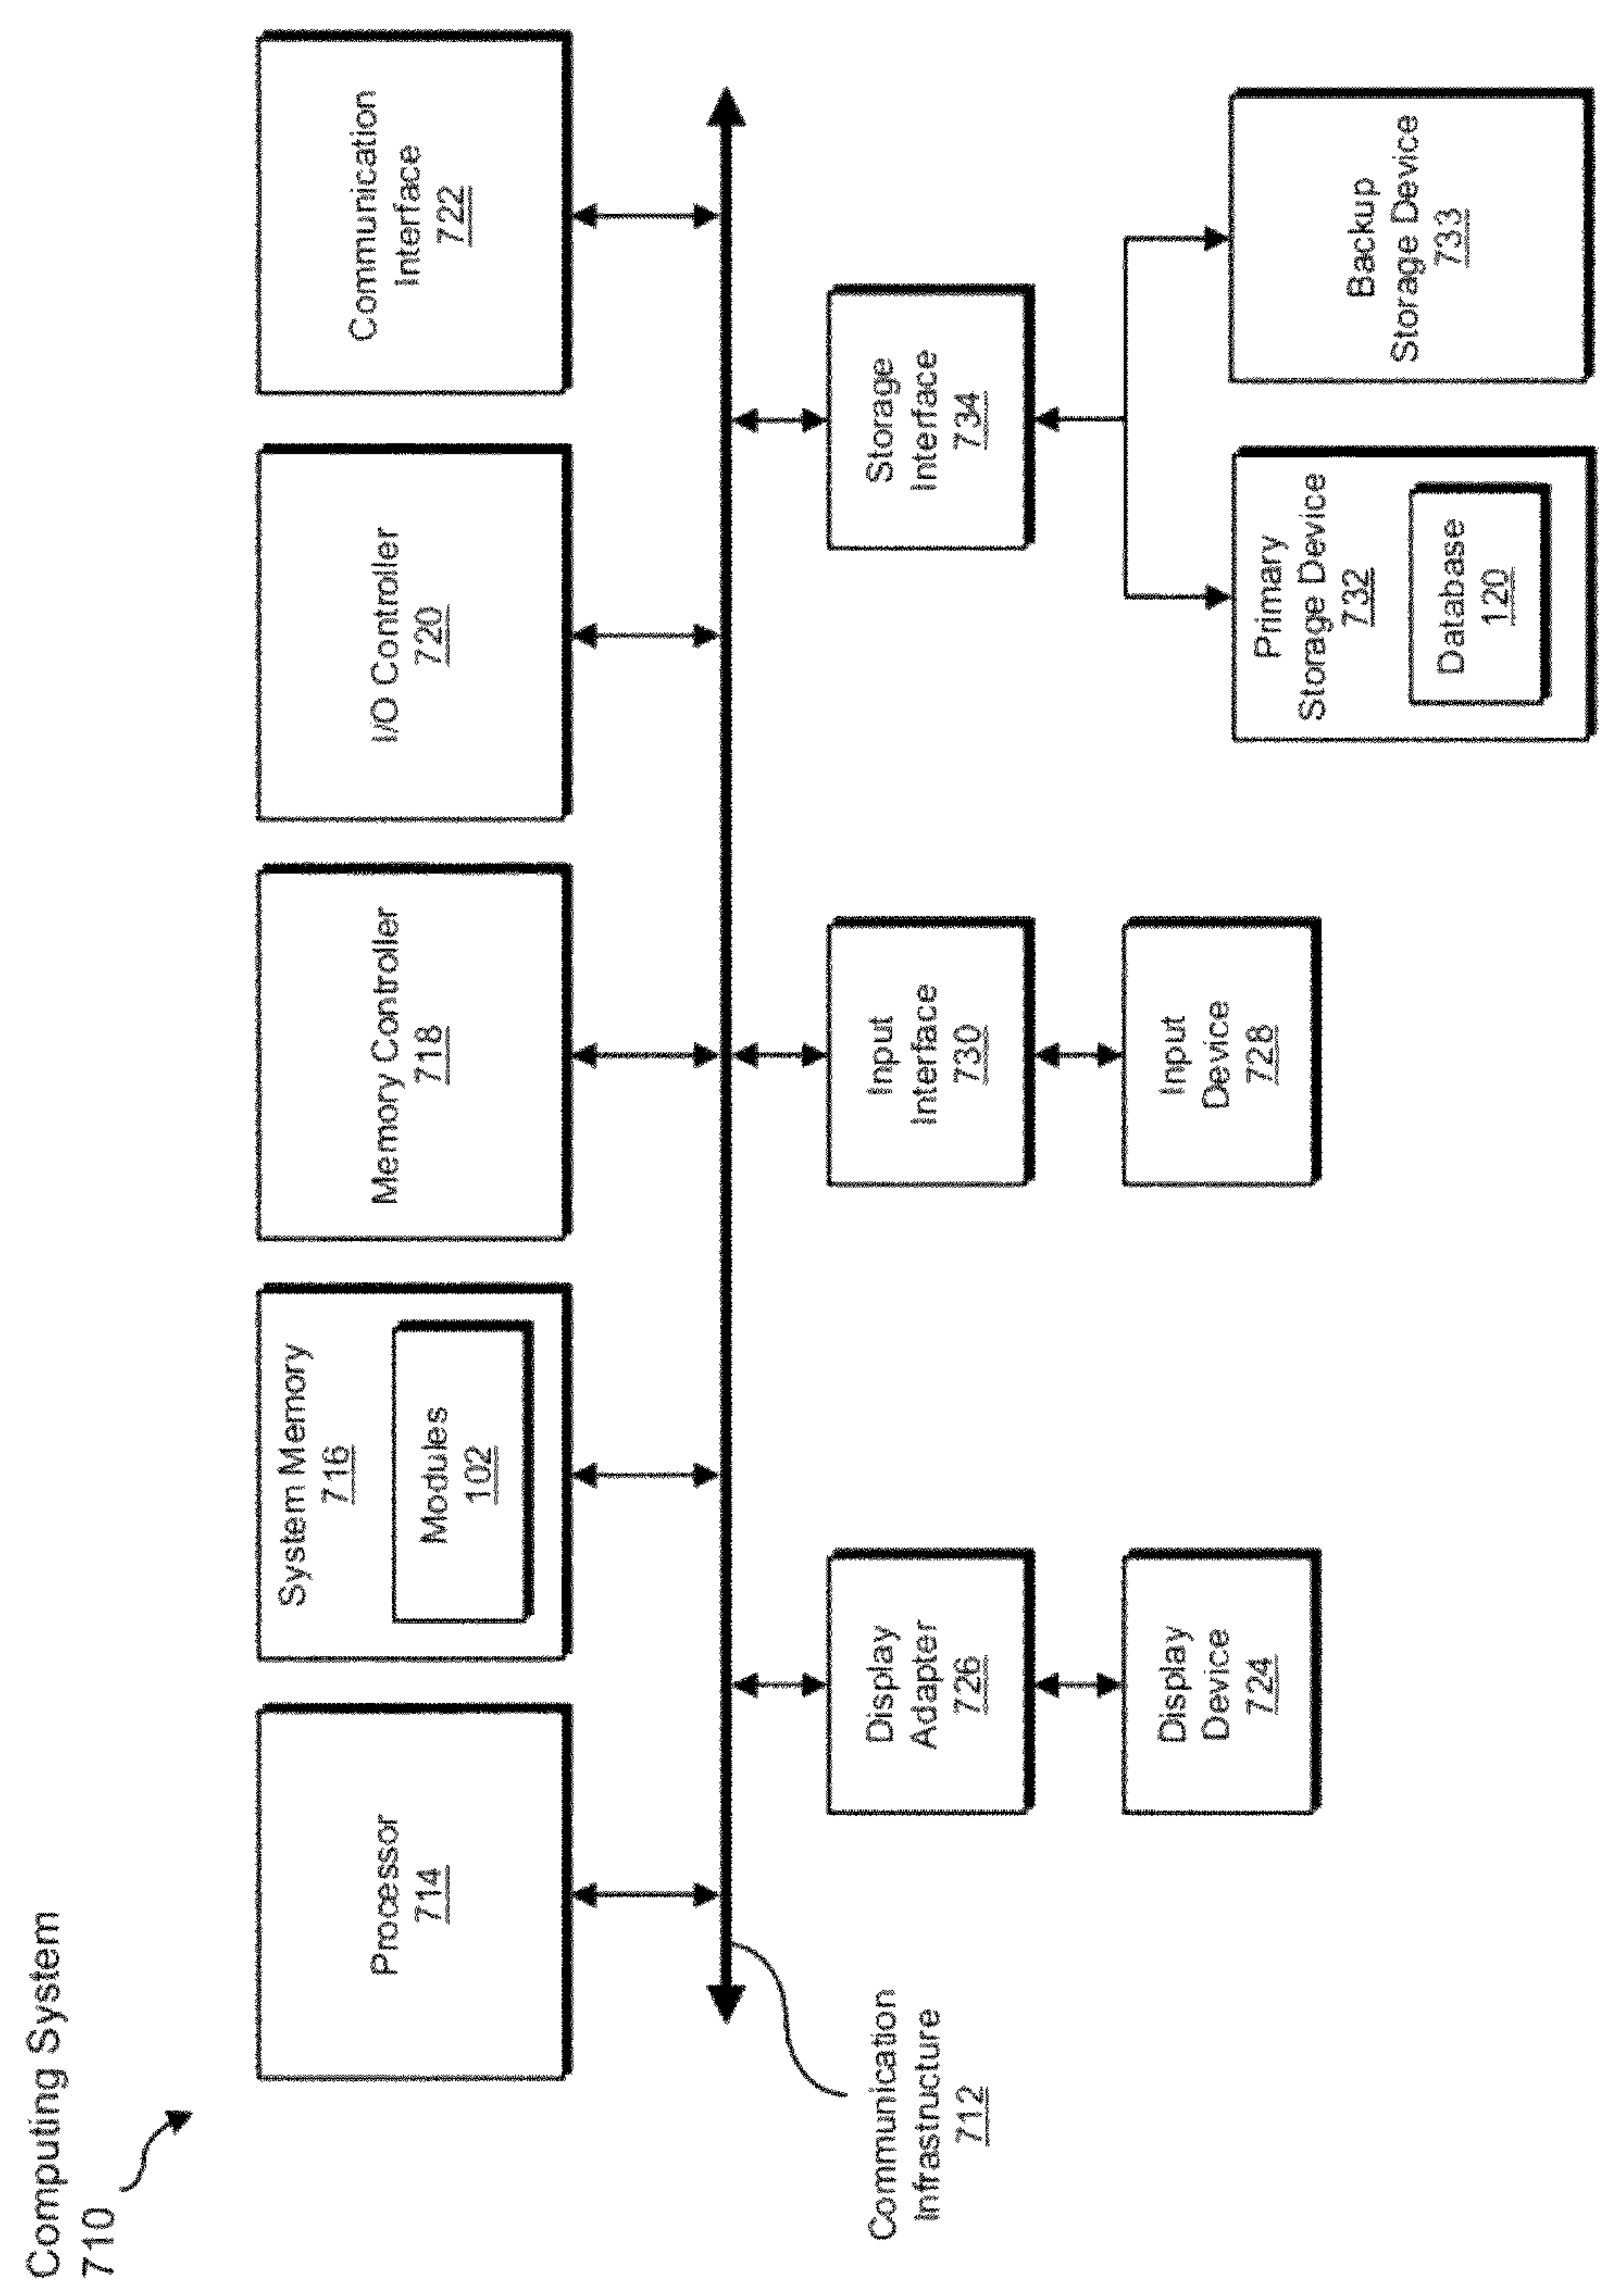 Computing System
710
Processor
714
System Memory
716
Modules
102
Memory Controller
718
I/O Controller
720
Communication
Interface
722
Communication
Infrastructure
712
Display
Adapter
726
Input
Interface
730
Storage
Interface
734
Display
Device
724
Input
Device
728
Primary
Storage Device
732
Database
120
Backup
Storage Device
733